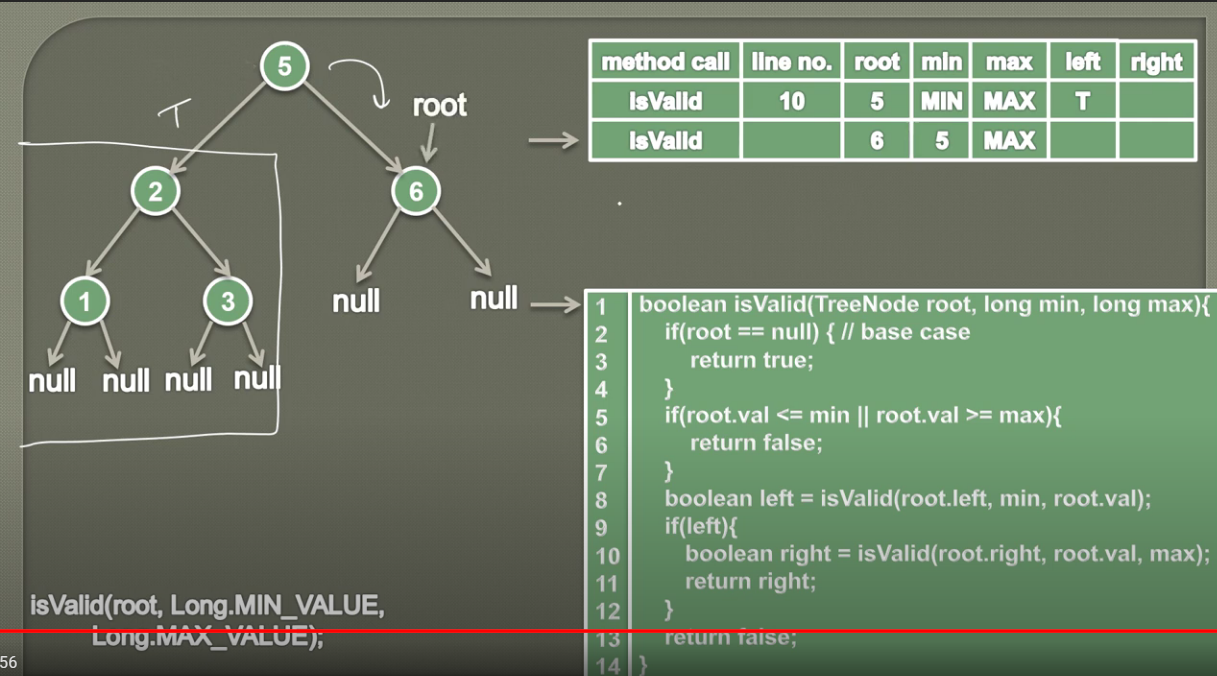 5
T
root
2
6
1
3
null
null
null
null
null
null
method call line no. root min max left right
isValid 10 5 MIN MAX T
isValid 6 5 MAX
1 boolean isValid(TreeNode root, long min, long max){
2 if(root == null) { // base case
3 return true;
4 }
5 if(root.val <= min || root.val >= max){
6 return false;
7 }
8 boolean left = isValid(root.left, min, root.val);
9 if(left){
10 boolean right = isValid(root.right, root.val, max);
11 return right;
12 }
13 return false;
14 }
isValid(root, Long.MIN_VALUE,
Long.MAX_VALUE);
56